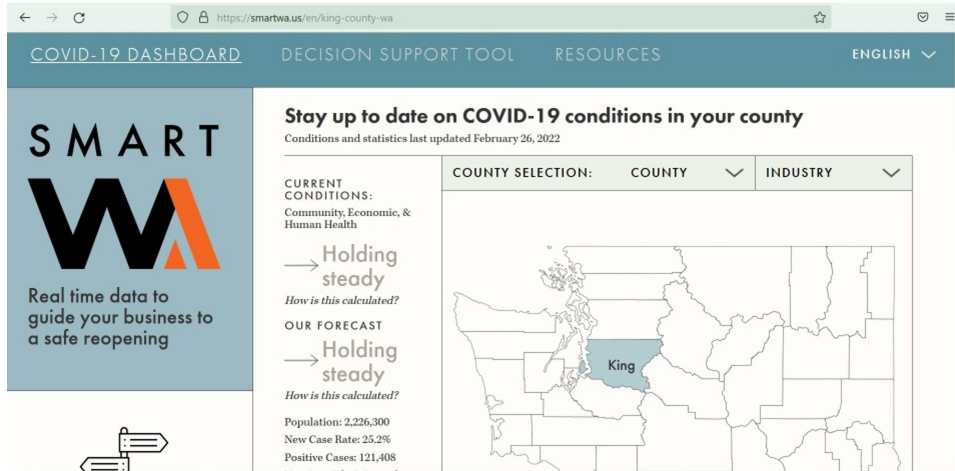 https://smartwa.us/en/king-county-wa
COVID-19 DASHBOARD
DECISION SUPPORT TOOL
RESOURCES
ENGLISH
SMART
WA
Real time data to
guide your business to
a safe reopening
Stay up to date on COVID-19 conditions in your county
Conditions and statistics last updated February 26, 2022
CURRENT
CONDITIONS:
Community, Economic, &
Human Health
Holding
steady
How is this calculated?
OUR FORECAST
Holding
steady
How is this calculated?
Population: 2,226,300
New Case Rate: 25.2%
Positive Cases: 121,408
COUNTY SELECTION:
COUNTY
INDUSTRY
King